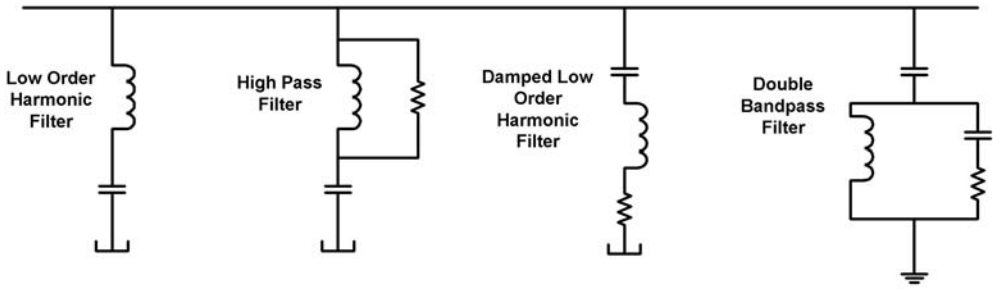 Low Order
Harmonic
Filter
High Pass
Filter
Damped Low
Order
Harmonic
Filter
Double
Bandpass
Filter